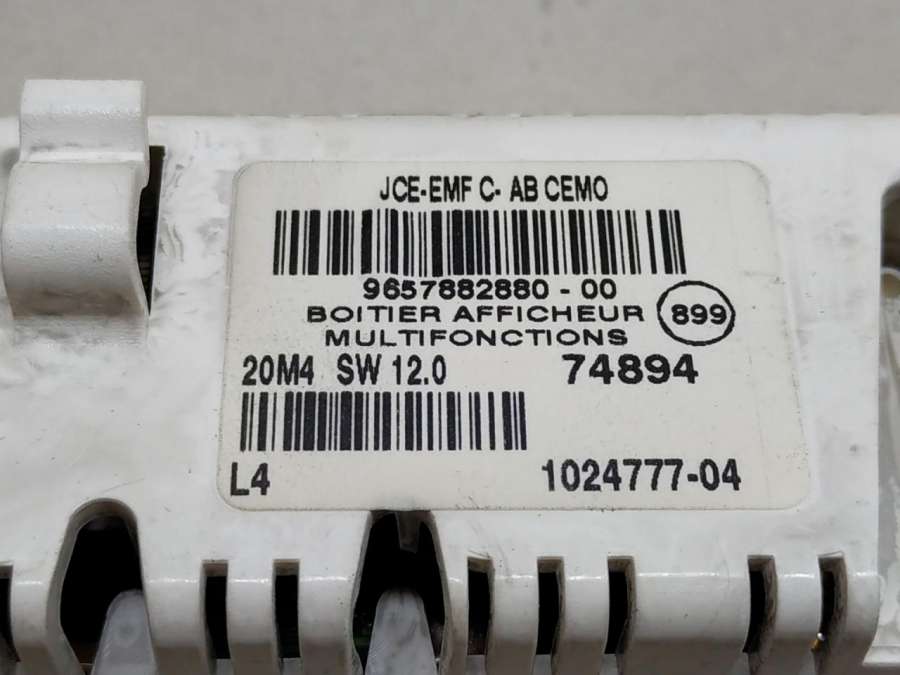 JCE-EMF C- AB CEMO
9657882880 - 00
BOITIER AFFICHEUR
MULTIFONCTIONS
899
20M4 SW 12.0 74894
L4 1024777-04